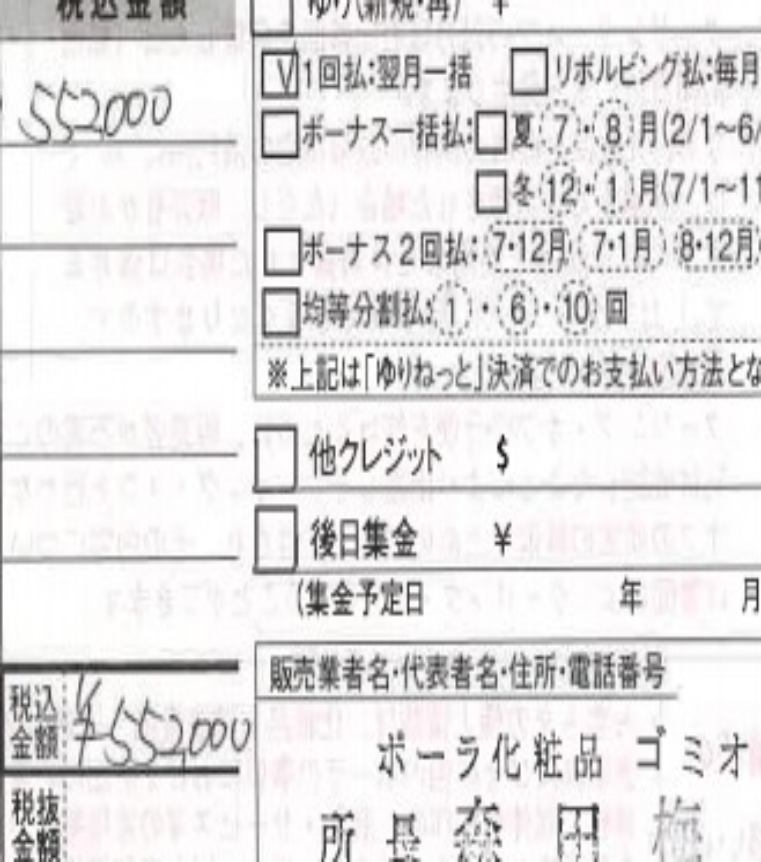 税込金額
552,000
ゆ・八(新規・再) ¥
V 1回払:翌月一括 リボルビング払:毎月
ボーナス一括払: 夏 7・8月(2/1~6/
冬 12・1月(7/1~11
ボーナス2回払: 7・12月 7・1月 8・12月
均等分割払: 1・6・10回
※上記は「ゆりねっと」決済でのお支払い方法とな
他クレジット $
後日集金 ¥
(集金予定日 年 月
販売業者名・代表者名・住所・電話番号
税込金額 ¥552,000
ポーラ化粧品 ゴミオ
税抜金額
所長 森田 梅